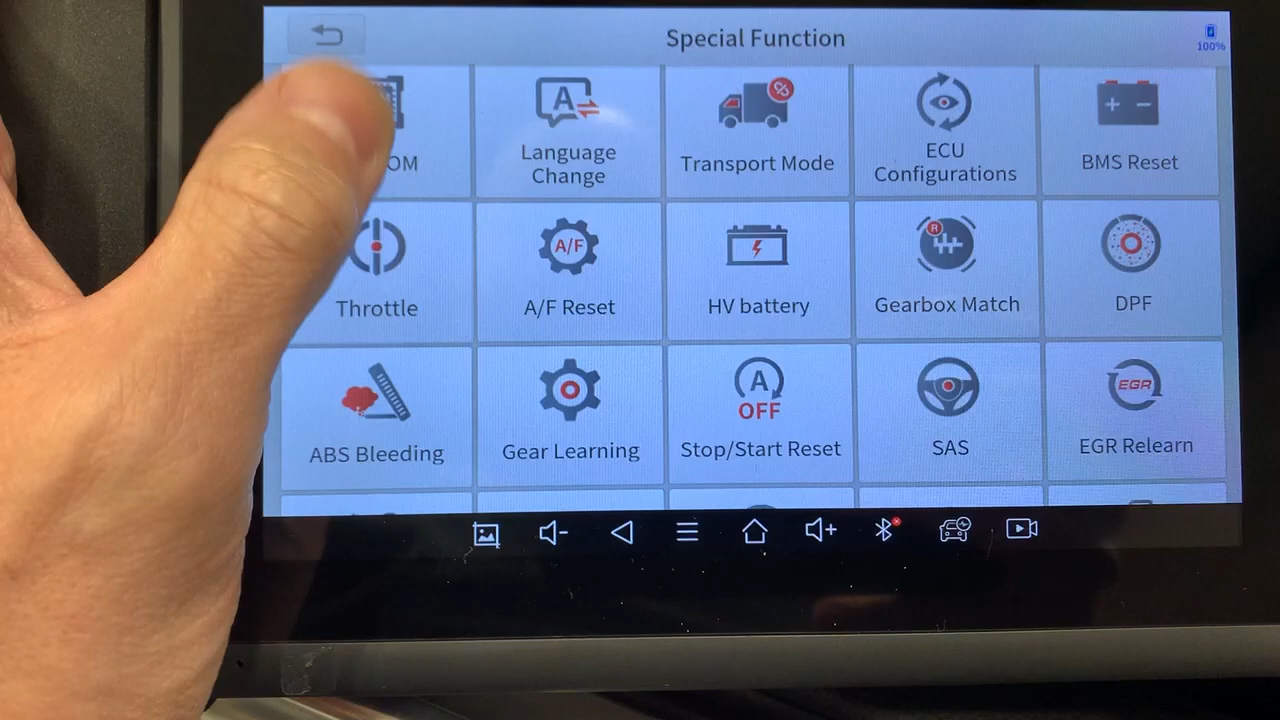 Special Function
100%
Language
Change
Transport Mode
ECU
Configurations
BMS Reset
Throttle
A/F
A/F Reset
HV battery
R
Gearbox Match
DPF
ABS Bleeding
Gear Learning
A
OFF
Stop/Start Reset
SAS
EGR
EGR Relearn